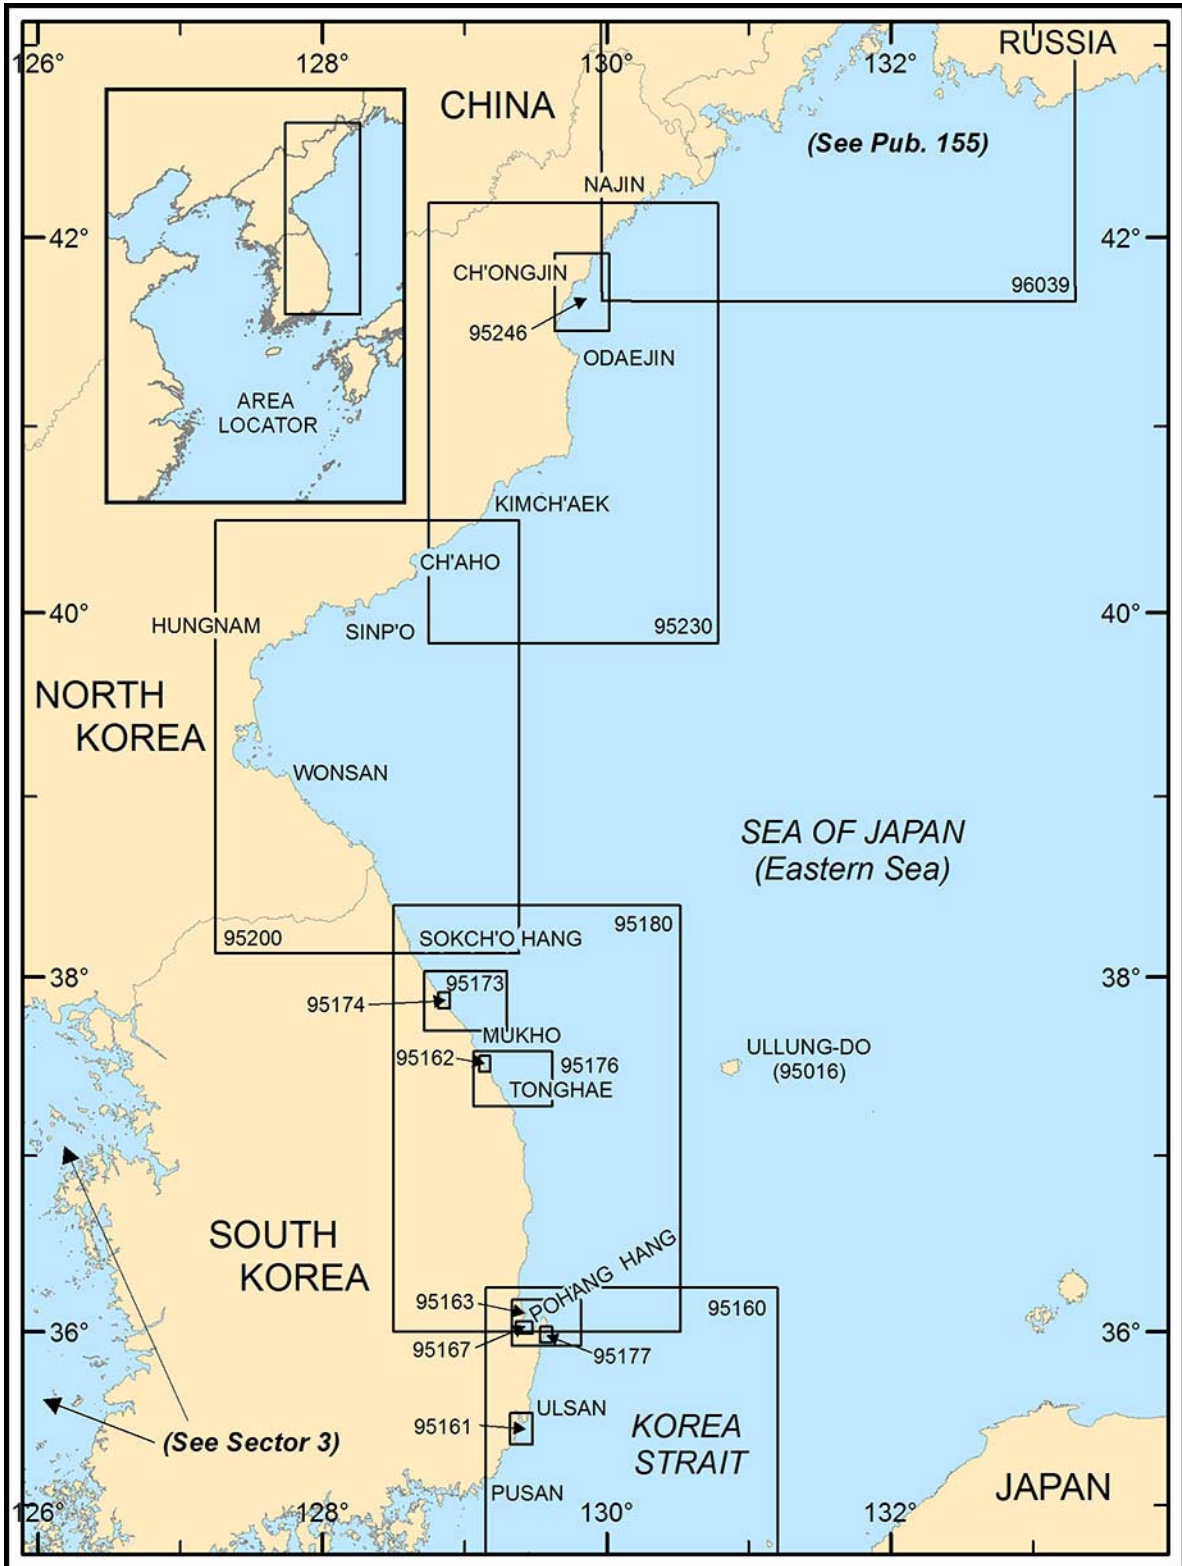 126°
128°
130°
132°
RUSSIA
CHINA
(See Pub. 155)
NAJIN
42°
42°
CH'ONGJIN
96039
95246
ODAEJIN
AREA
LOCATOR
KIMCH'AEK
CH'AHO
40°
40°
HUNGNAM
SINP'O
95230
NORTH
KOREA
WONSAN
SEA OF JAPAN
(Eastern Sea)
95180
95200
SOKCH'O HANG
38°
38°
95173
95174
MUKHO
95162
95176
ULLUNG-DO
(95016)
TONGHAE
SOUTH
KOREA
POHANG HANG
95163
95160
36°
36°
95167
95177
ULSAN
95161
KOREA
STRAIT
(See Sector 3)
JAPAN
PUSAN
126°
128°
130°
132°